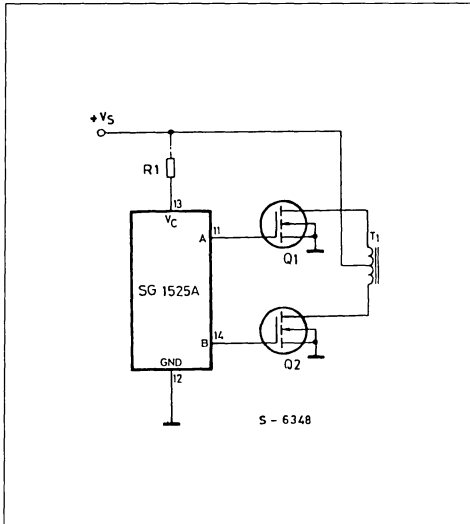 +VS
R1
13
VC
11
A
Q1
T1
SG 1525A
14
B
Q2
GND
12
S - 6348